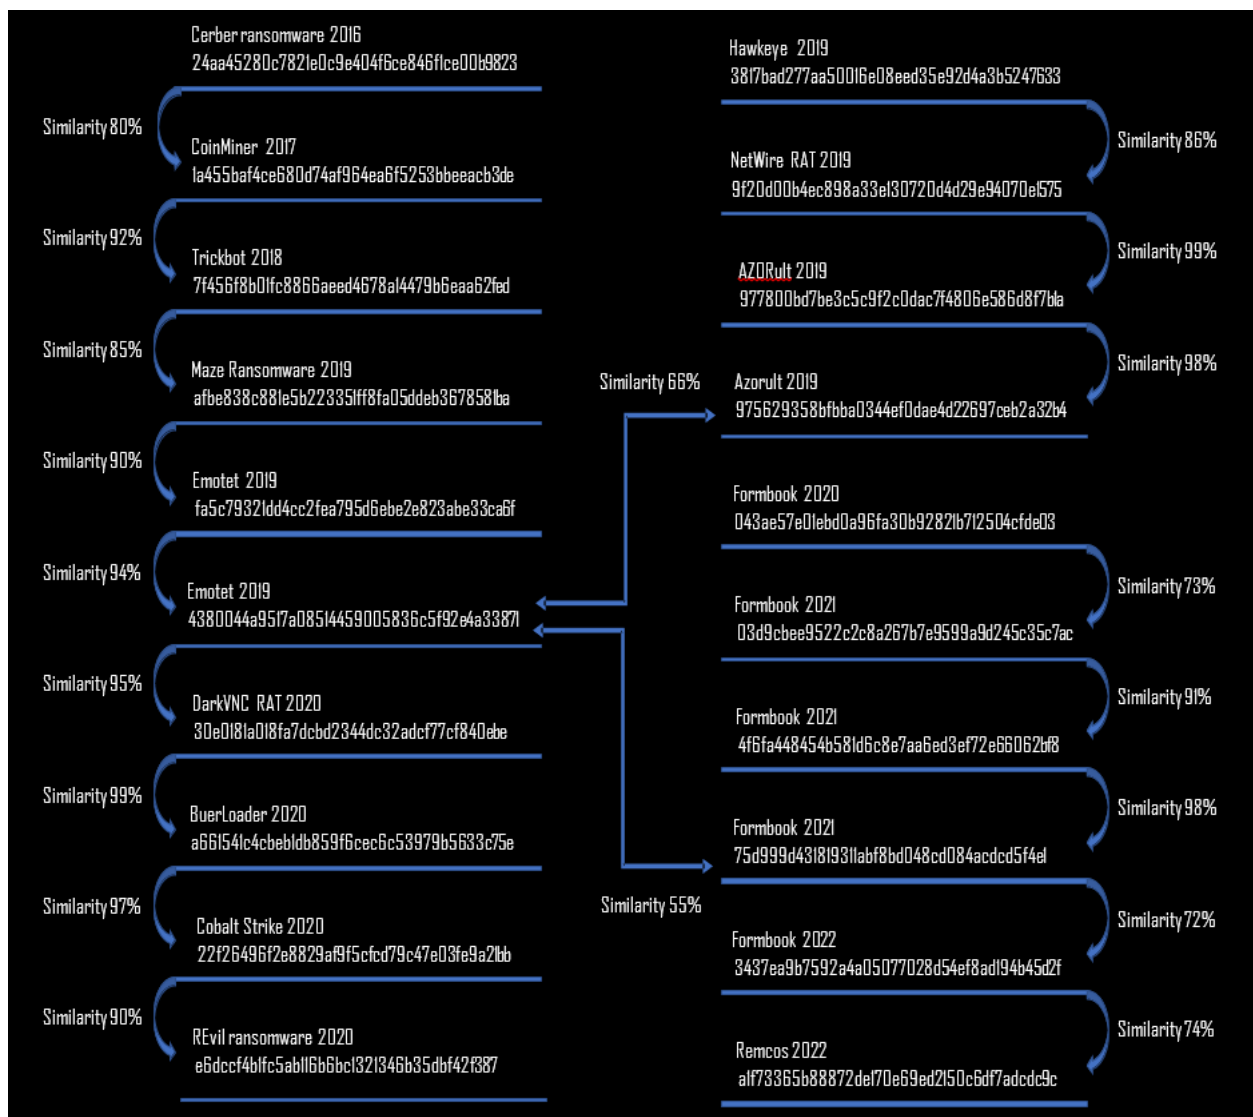 Cerber ransomware 2016
24aa45280c7821e0c9e404f6ce846f1ce00b9823
Similarity 80%
CoinMiner 2017
1a455baf4ce680d74af964ea6f5253bbeeacb3de
Similarity 92%
Trickbot 2018
7f456f8b01fc8866aeed4678a14479b6eaa62fed
Similarity 85%
Maze Ransomware 2019
afbe838c881e5b223351ff8fa05ddeb3678581ba
Similarity 90%
Emotet 2019
fa5c79321dd4cc2fea795d6ebe2e823abe33ca6f
Similarity 94%
Emotet 2019
4380044a9517a08514459005836c5f92e4a33871
Similarity 95%
DarkVNC RAT 2020
30e0181a018fa7dcbd2344dc32adcf77cf840ebe
Similarity 99%
BuerLoader 2020
a661541c4cbeb1db859f6cec6c53979b5633c75e
Similarity 97%
Cobalt Strike 2020
22f26496f2e8829af9f5cfcd79c47e03fe9a21bb
Similarity 90%
REvil ransomware 2020
e6dccf4b1fc5ab116b6bc1321346b35dbf42f387
Similarity 66%
Similarity 55%
Hawkeye 2019
3817bad277aa50016e08eed35e92d4a3b5247633
Similarity 86%
NetWire RAT 2019
9f20d00b4ec898a33e130720d4d29e94070e1575
Similarity 99%
AZORult 2019
977800bd7be3c5c9f2c0dac7f4806e586d8f7b1a
Similarity 98%
Azorult 2019
975629358bfbba0344ef0dae4d22697ceb2a32b4
Formbook 2020
043ae57e01ebd0a96fa30b92821b712504cfde03
Similarity 73%
Formbook 2021
03d9cbee9522c2c8a267b7e9599a9d245c35c7ac
Similarity 91%
Formbook 2021
4f6fa448454b581d6c8e7aa6ed3ef72e66062bf8
Similarity 98%
Formbook 2021
75d999d431819311abf8bd048cd084acdcd5f4e1
Similarity 72%
Formbook 2022
3437ea9b7592a4a05077028d54ef8ad194b45d2f
Similarity 74%
Remcos 2022
a1f73365b88872de170e69ed2150c6df7adcdc9c